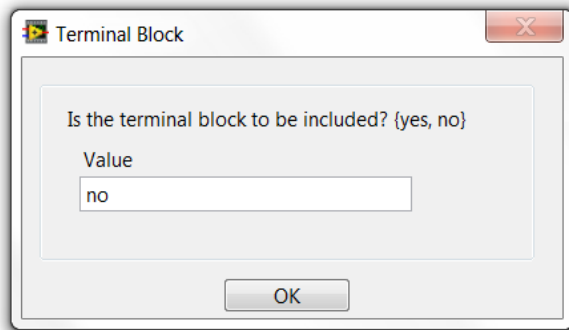 Terminal Block
Is the terminal block to be included? {yes, no}
Value
no
OK